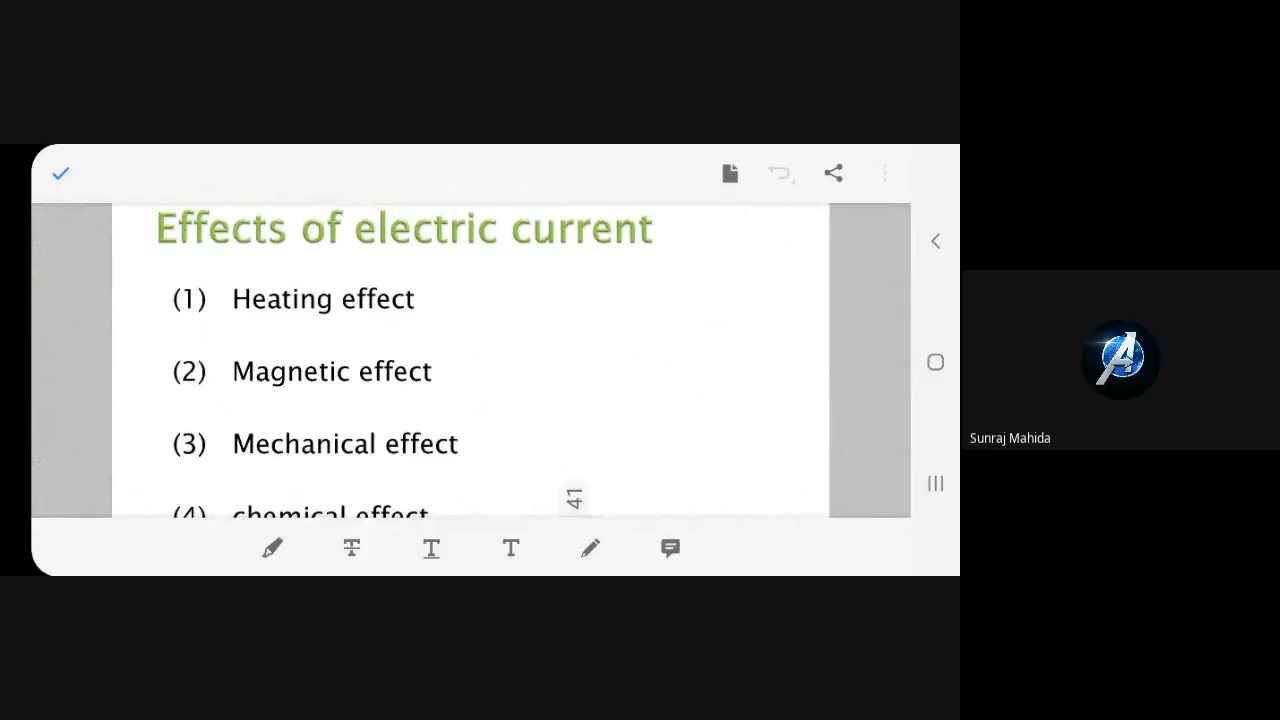 Effects of electric current
(1) Heating effect
(2) Magnetic effect
(3) Mechanical effect
(4) chemical effect
41
Sunraj Mahida